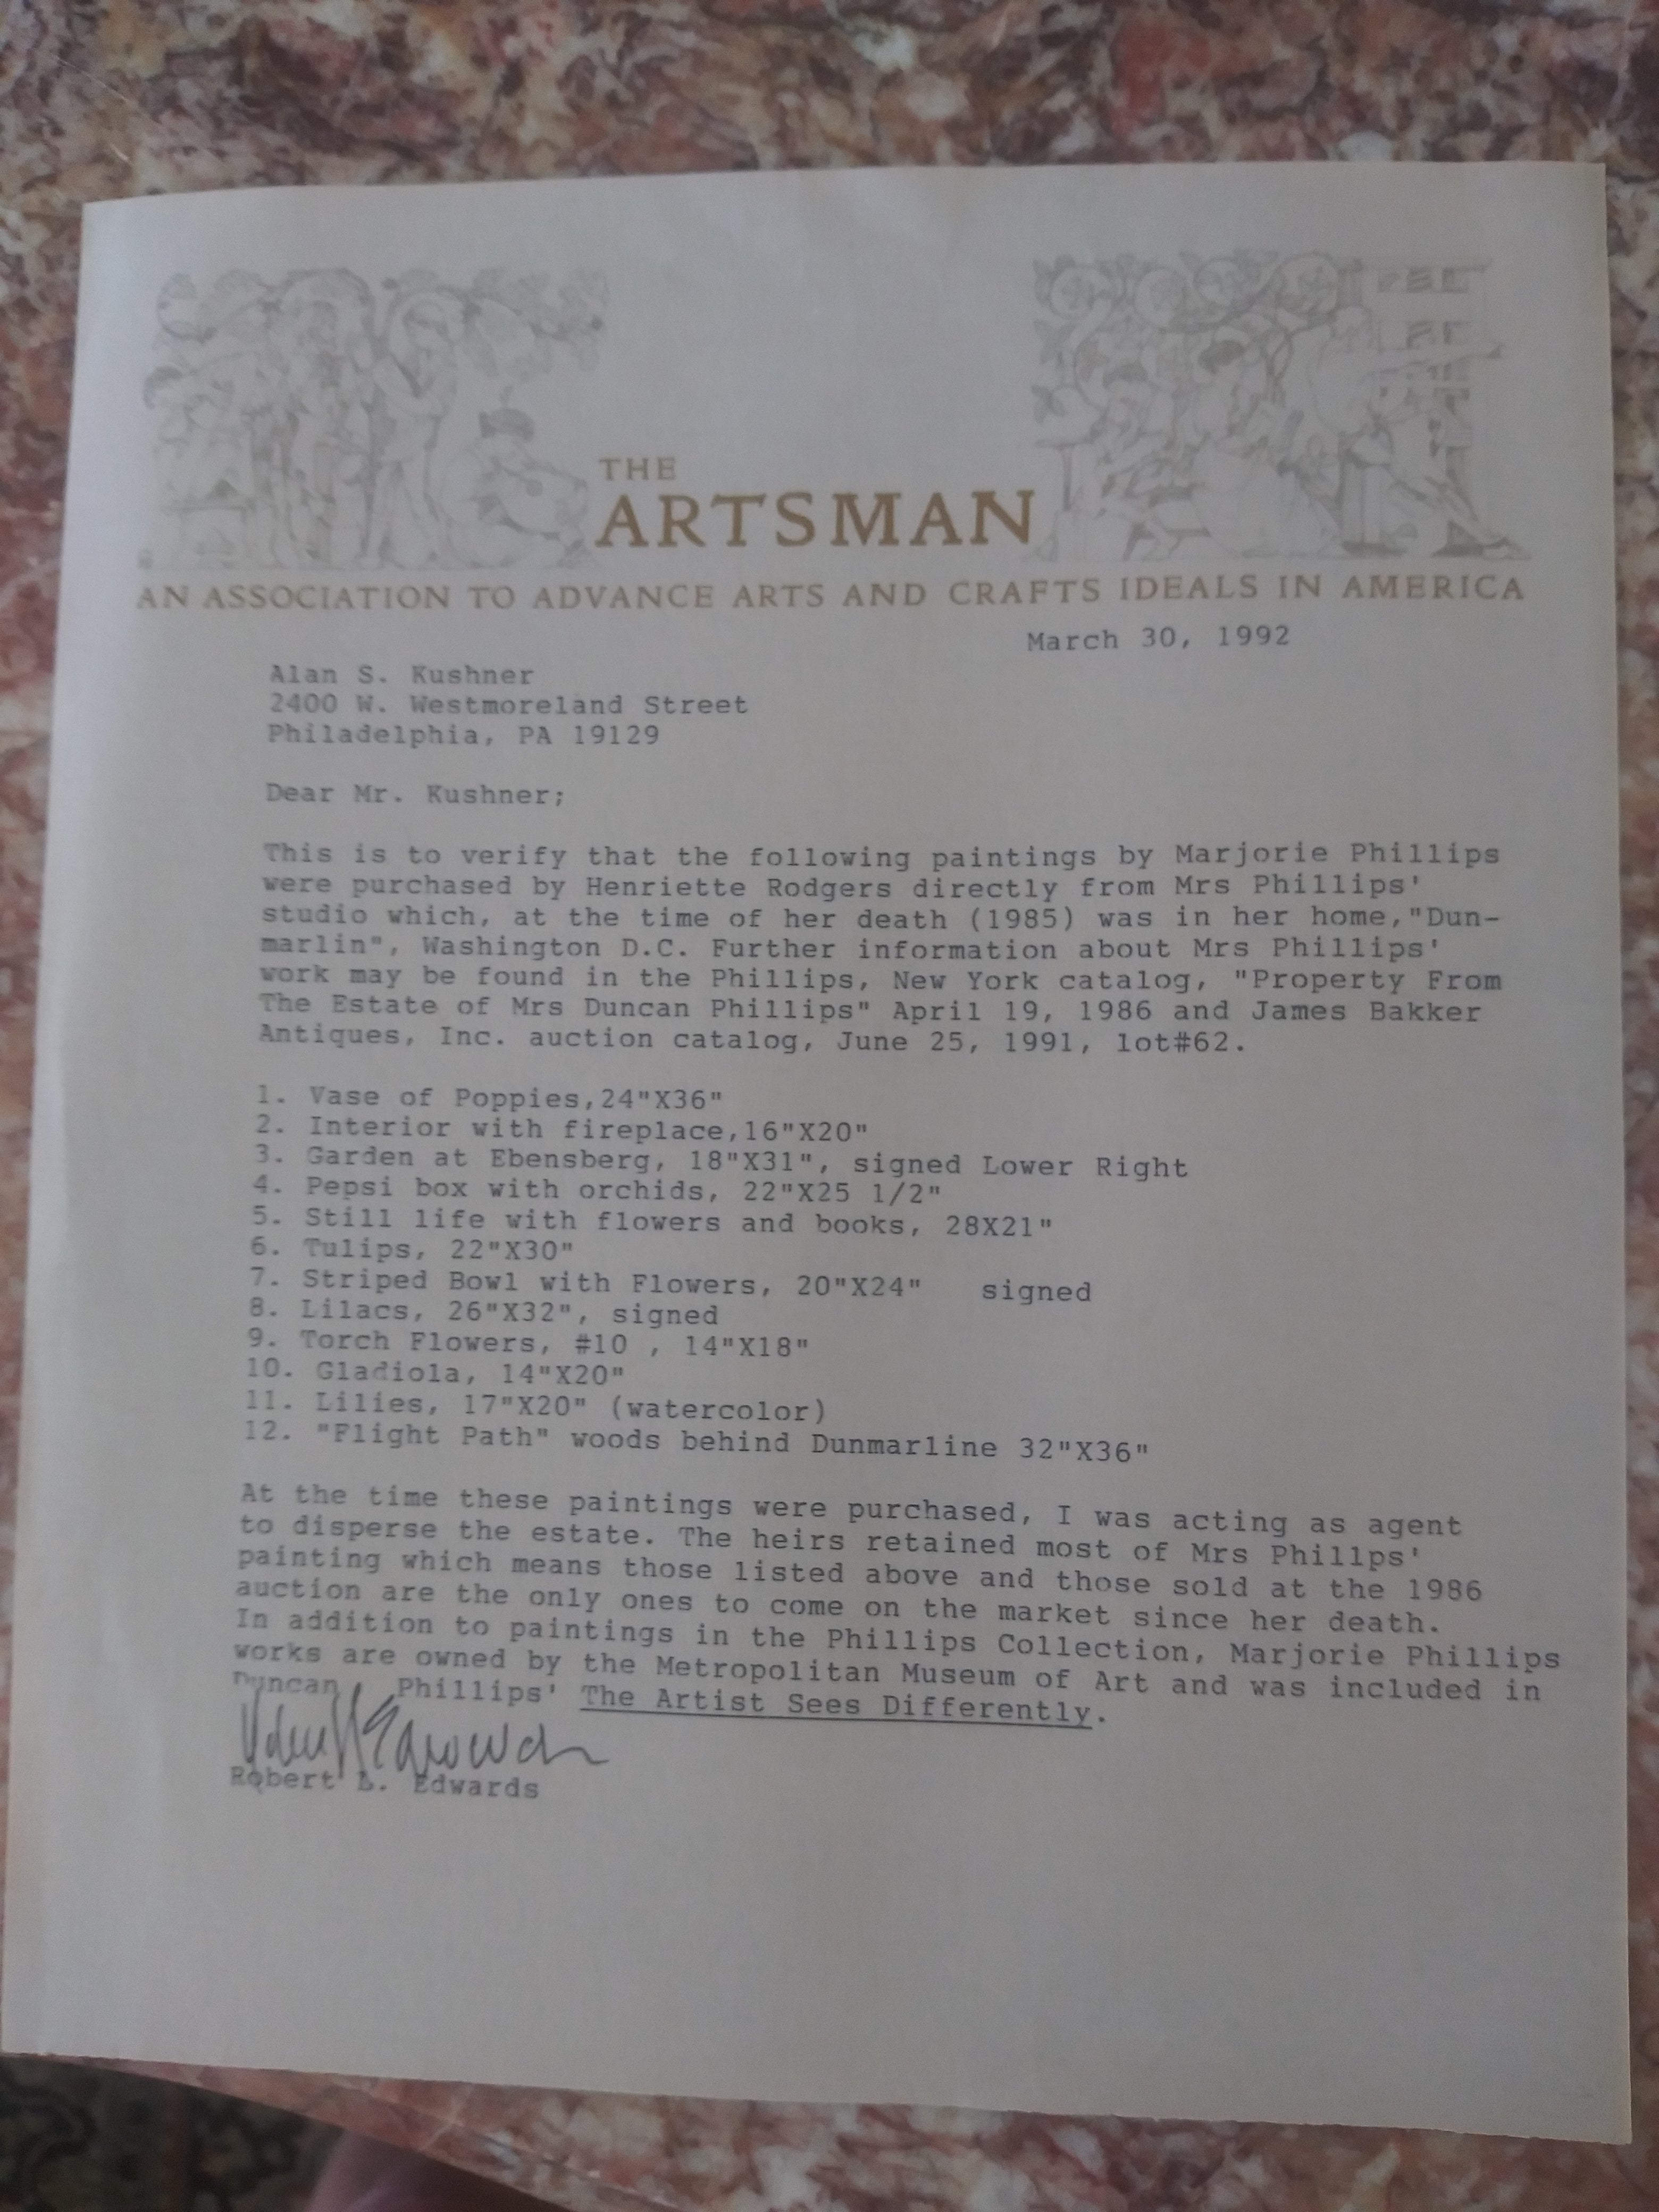 THE
ARTSMAN
AN ASSOCIATION TO ADVANCE ARTS AND CRAFTS IDEALS IN AMERICA
March 30, 1992
Alan S. Kushner
2400 W. Westmoreland Street
Philadelphia, PA 19129
Dear Mr. Kushner;
This is to verify that the following paintings by Marjorie Phillips
were purchased by Henriette Rodgers directly from Mrs Phillips'
studio which, at the time of her death (1985) was in her home,"Dun-
marlin", Washington D.C. Further information about Mrs Phillips'
work may be found in the Phillips, New York catalog, "Property From
The Estate of Mrs Duncan Phillips" April 19, 1986 and James Bakker
Antiques, Inc. auction catalog, June 25, 1991, lot#62.
1. Vase of Poppies,24"X36"
2. Interior with fireplace,16"X20"
3. Garden at Ebensberg, 18"X31", signed Lower Right
4. Pepsi box with orchids, 22"X25 1/2"
5. Still life with flowers and books, 28X21"
6. Tulips, 22"X30"
7. Striped Bowl with Flowers, 20"X24" signed
8. Lilacs, 26"X32", signed
9. Torch Flowers, #10 , 14"X18"
10. Gladiola, 14"X20"
11. Lilies, 17"X20" (watercolor)
12. "Flight Path" woods behind Dunmarline 32"X36"
At the time these paintings were purchased, I was acting as agent
to disperse the estate. The heirs retained most of Mrs Phillps'
painting which means those listed above and those sold at the 1986
auction are the only ones to come on the market since her death.
In addition to paintings in the Phillips Collection, Marjorie Phillips
works are owned by the Metropolitan Museum of Art and was included in
Duncan Phillips' The Artist Sees Differently.
Robert L. Edwards